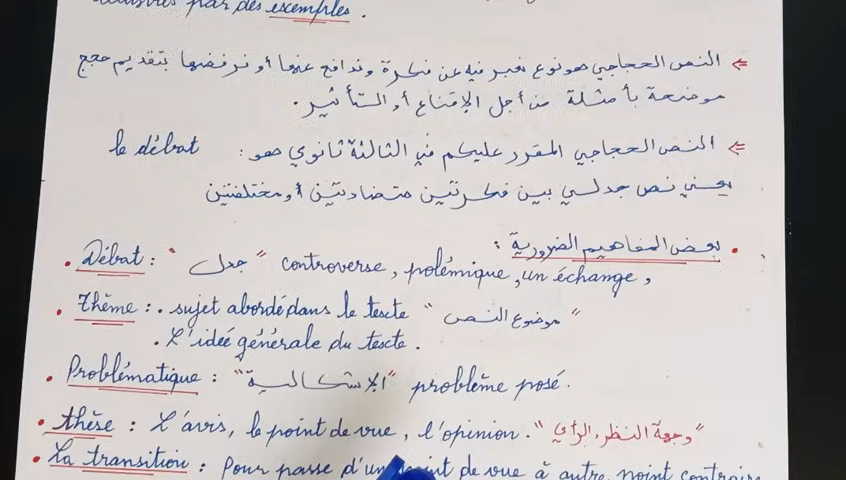 par des exemples.
⇐ النص الحجاجي هو نوع نعبر فيه عن فكرة وندافع عنها أو نرفضها بتقديم حجج
موضحة بأمثلة من أجل الإقناع أو التأثير.
⇐ النص الحجاجي المقرر عليكم في الثالثة ثانوي هو: le débat
يعني نص جدلي بين فكرتين متضادتين أو مختلفتين
• بعض المفاهيم الضرورية:
• Débat : "جدل" controverse, polémique, un échange,
• Thème : . sujet abordé dans le texte "موضوع النص"
. L'idée générale du texte.
• Problématique : "الإشكالية" problème posé.
• thèse : L'avis, le point de vue, l'opinion. "وجهة النظر، الرأي"
• La transition : Pour passe d'un point de vue à autre point contraire